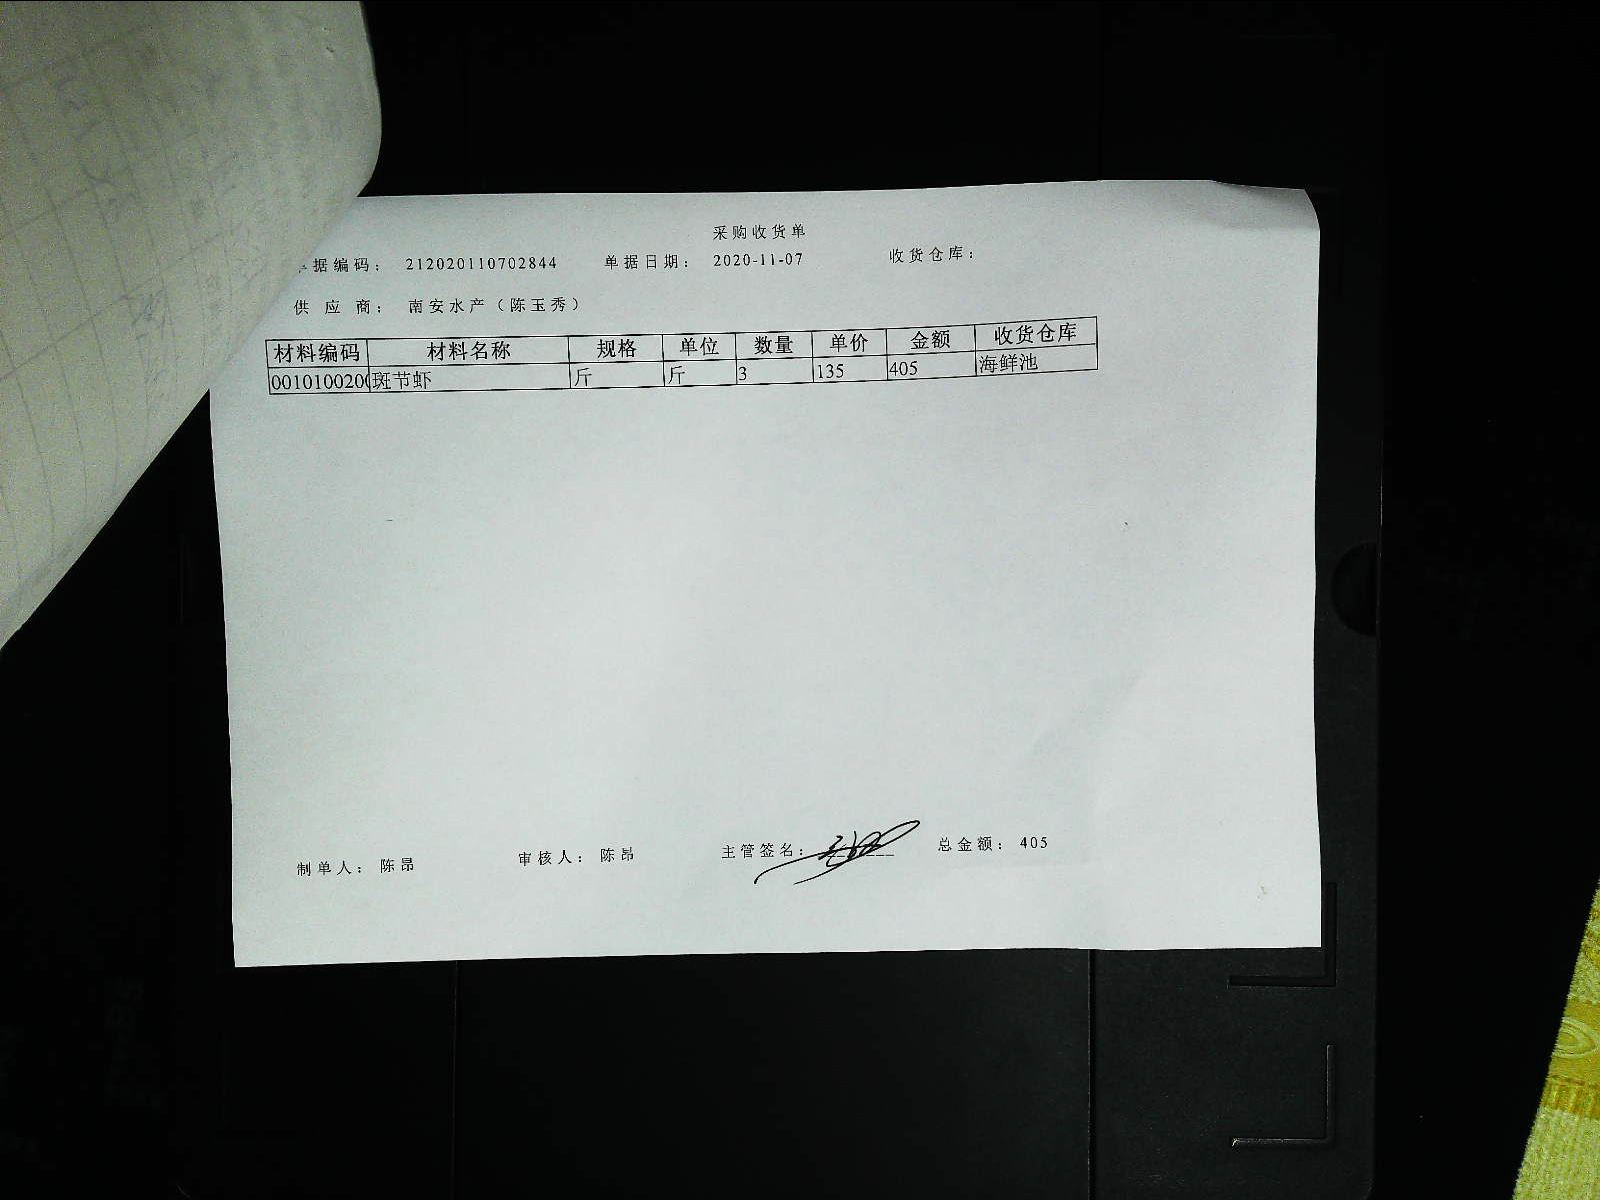 采购收货单
据编码： 212020110702844 单据日期： 2020-11-07 收货仓库：
供应商： 南安水产（陈玉秀）
材料编码 材料名称 规格 单位 数量 单价 金额 收货仓库
0010100200 斑节虾 斤 斤 3 135 405 海鲜池
制单人： 陈昂 审核人： 陈昂 主管签名： 总金额： 405